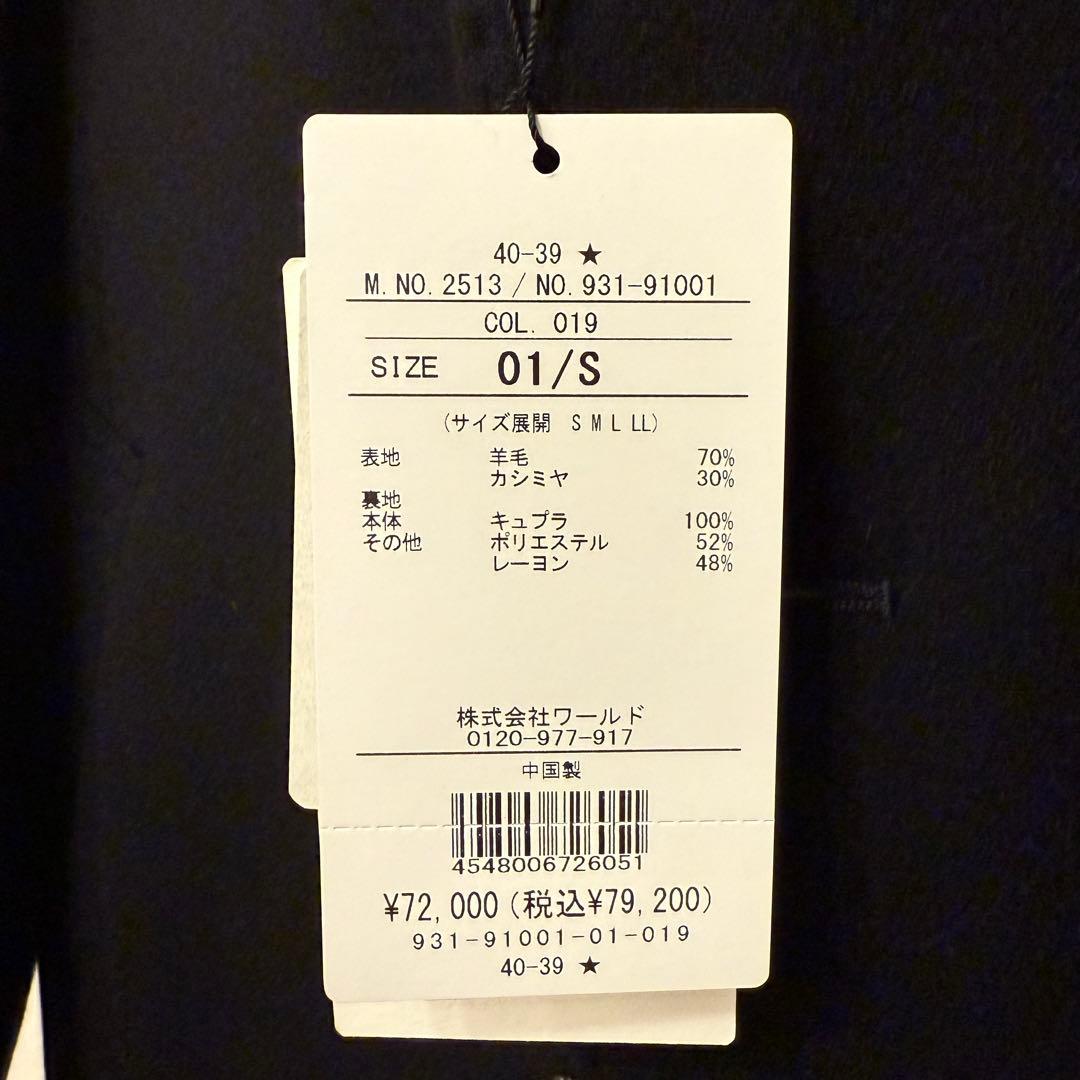 40-39 ★
M.NO.2513 / NO.931-91001
COL. 019
SIZE 01/S
(サイズ展開 S M L LL)
表地 羊毛 70%
カシミヤ 30%
裏地
本体 キュプラ 100%
その他 ポリエステル 52%
レーヨン 48%
株式会社ワールド
0120-977-917
中国製
4548006726051
¥72,000(税込¥79,200)
931-91001-01-019
40-39 ★